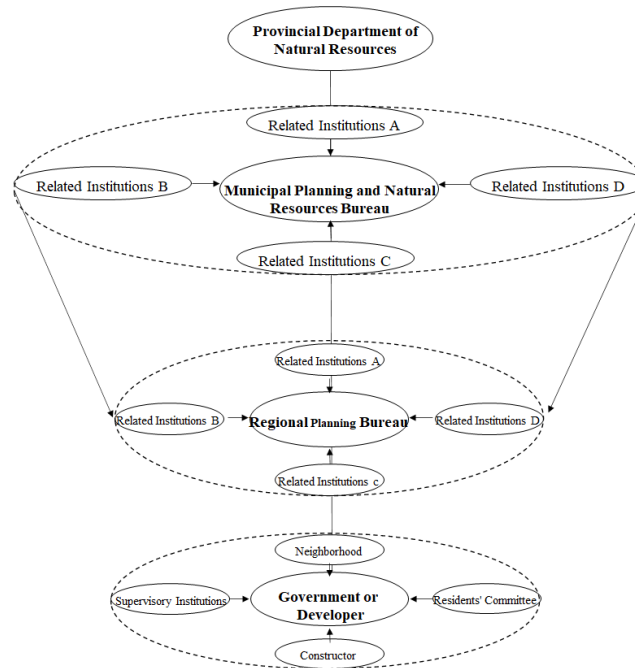 Provincial Department of
Natural Resources
Related Institutions A
Related Institutions B
Municipal Planning and Natural
Resources Bureau
Related Institutions D
Related Institutions C
Related Institutions A
Related Institutions B
Regional Planning Bureau
Related Institutions D
Related Institutions c
Neighborhood
Supervisory Institutions
Government or
Developer
Residents' Committee
Constructor